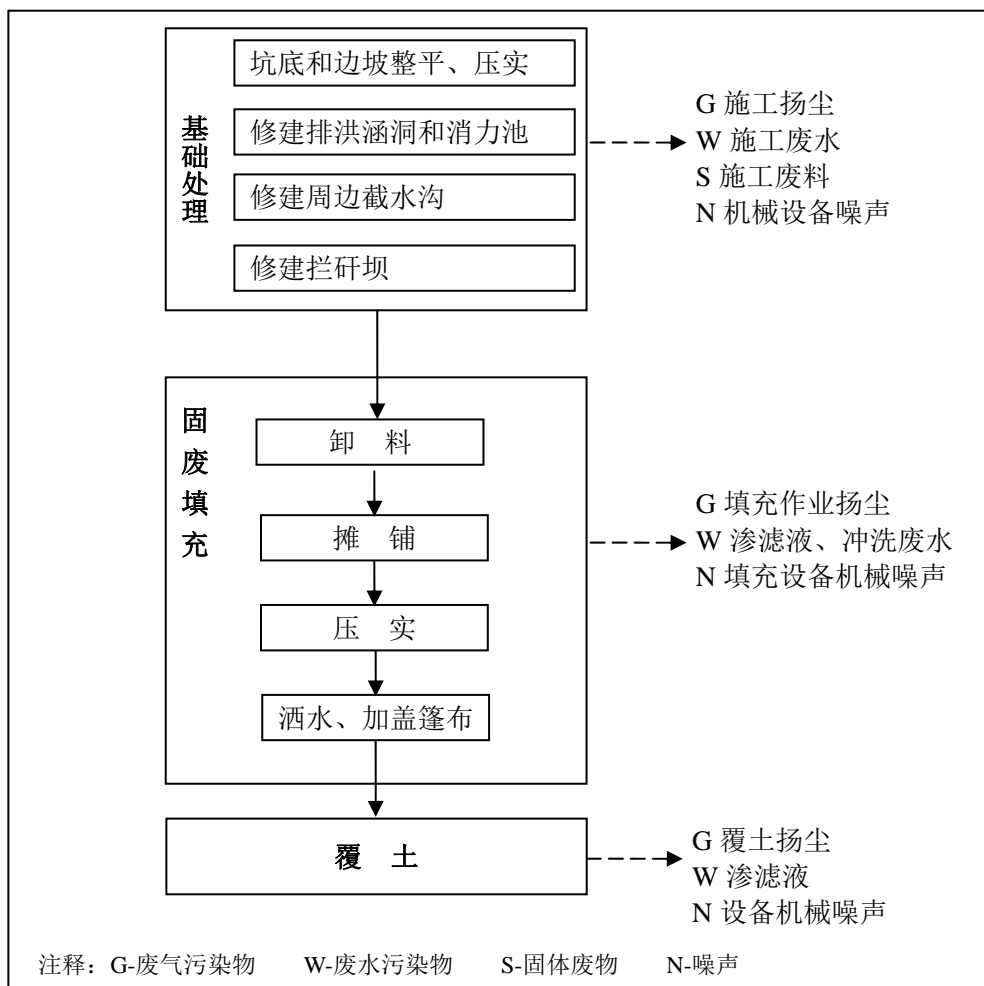 基础处理
坑底和边坡整平、压实
修建排洪涵洞和消力池
修建周边截水沟
修建拦矸坝
G 施工扬尘
W 施工废水
S 施工废料
N 机械设备噪声
固废填充
卸 料
摊 铺
压 实
洒水、加盖篷布
G 填充作业扬尘
W 渗滤液、冲洗废水
N 填充设备机械噪声
覆 土
G 覆土扬尘
W 渗滤液
N 设备机械噪声
注释：G-废气污染物 W-废水污染物 S-固体废物 N-噪声